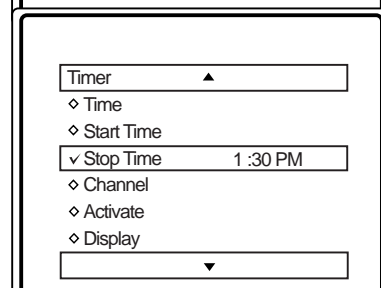 Timer
Time
Start Time
Stop Time 1 :30 PM
Channel
Activate
Display